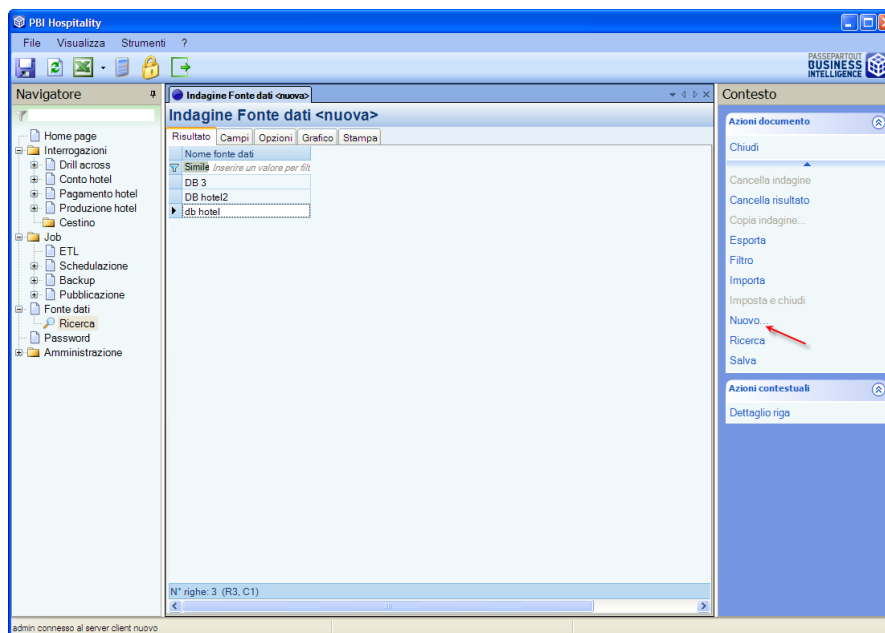 PBI Hospitality
File Visualizza Strumenti ?
PASSEPARTOUT
BUSINESS
INTELLIGENCE
Navigatore
Home page
Interrogazioni
Drill across
Conto hotel
Pagamento hotel
Produzione hotel
Cestino
Job
ETL
Schedulazione
Backup
Pubblicazione
Fonte dati
Ricerca
Password
Amministrazione
Indagine Fonte dati <nuova>
Indagine Fonte dati <nuova>
Risultato Campi Opzioni Grafico Stampa
Nome fonte dati
Simile Inserire un valore per filt
DB 3
DB hotel2
db hotel
N° righe: 3 (R3, C1)
Contesto
Azioni documento
Chiudi
Cancella indagine
Cancella risultato
Copia indagine...
Esporta
Filtro
Importa
Imposta e chiudi
Nuovo...
Ricerca
Salva
Azioni contestuali
Dettaglio riga
admin connesso al server client nuovo